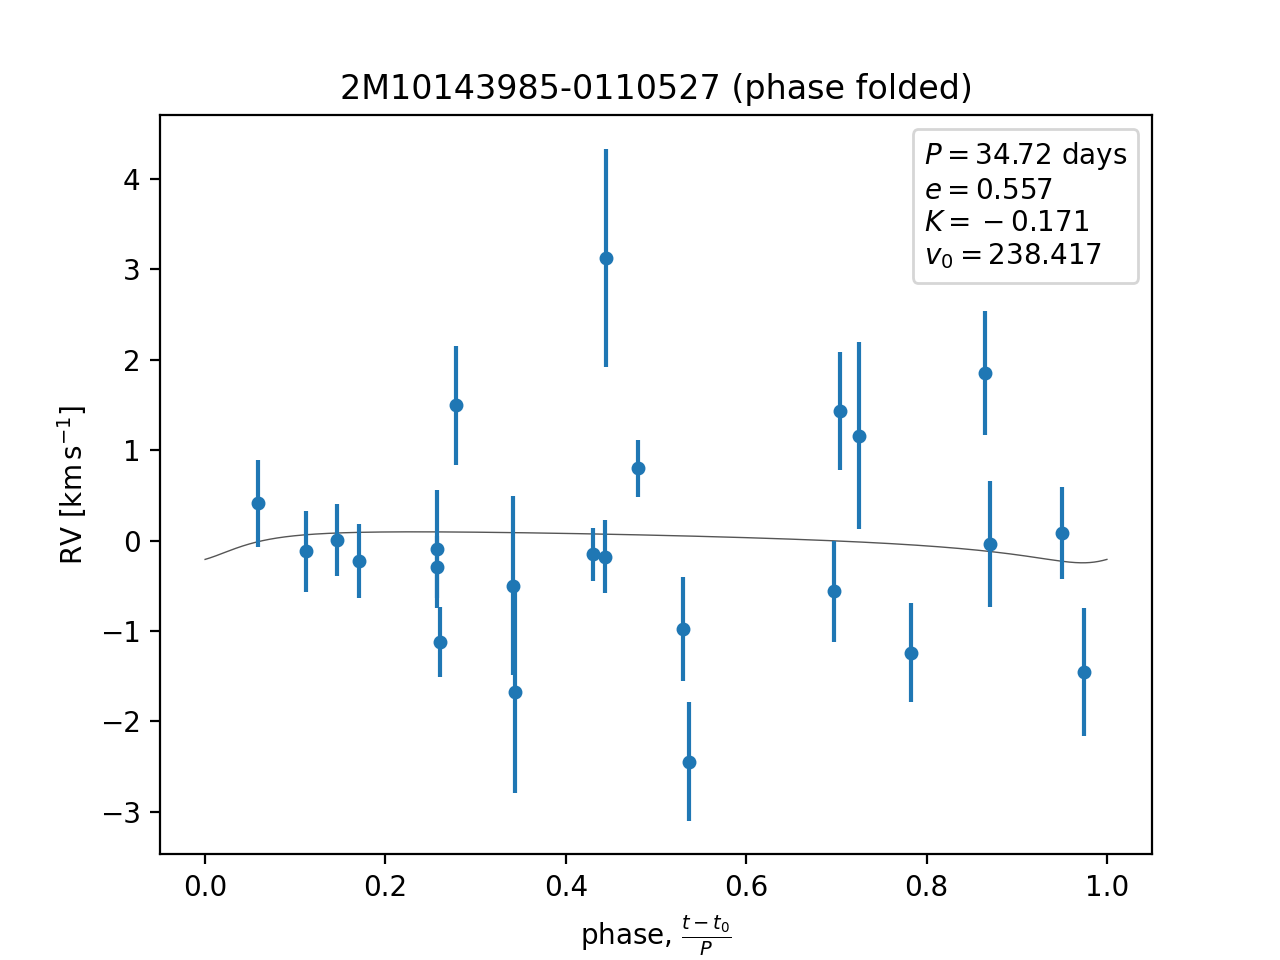 2M10143985-0110527 (phase folded)
P = 34.72 days
e = 0.557
K = −0.171
v₀ = 238.417
4
3
2
1
0
−1
−2
−3
RV [km s⁻¹]
0.0 0.2 0.4 0.6 0.8 1.0
phase, (t − t₀)/P